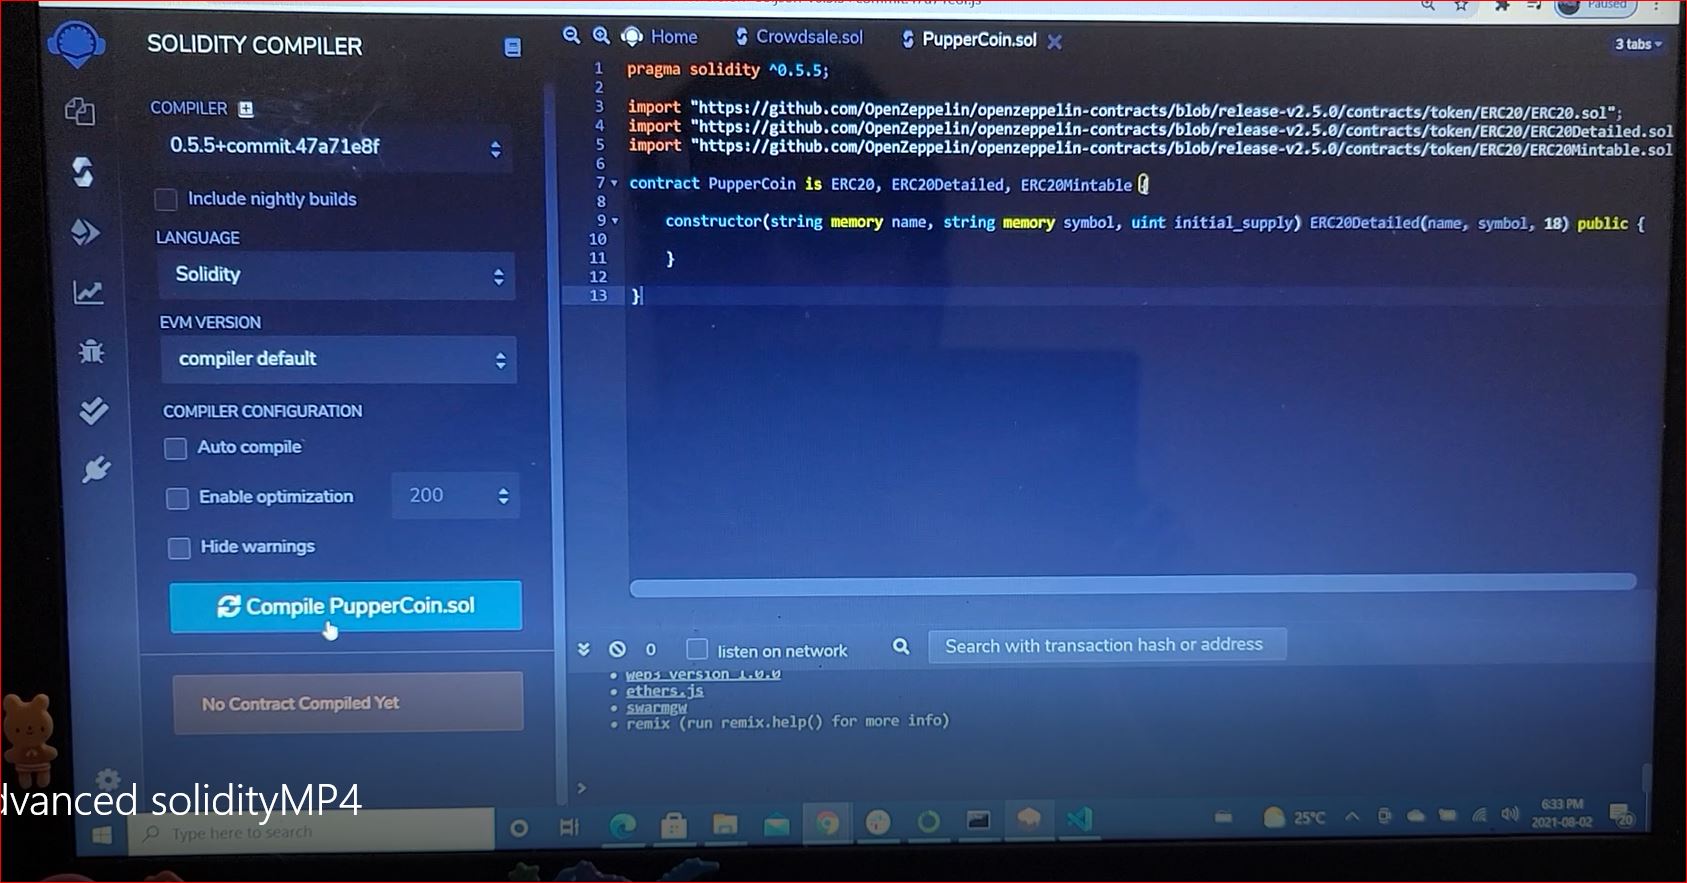 Paused
SOLIDITY COMPILER
Home
Crowdsale.sol
PupperCoin.sol
3 tabs
COMPILER
0.5.5+commit.47a71e8f
Include nightly builds
LANGUAGE
Solidity
EVM VERSION
compiler default
COMPILER CONFIGURATION
Auto compile
Enable optimization
200
Hide warnings
Compile PupperCoin.sol
No Contract Compiled Yet
1 pragma solidity ^0.5.5;
2
3 import "https://github.com/OpenZeppelin/openzeppelin-contracts/blob/release-v2.5.0/contracts/token/ERC20/ERC20.sol";
4 import "https://github.com/OpenZeppelin/openzeppelin-contracts/blob/release-v2.5.0/contracts/token/ERC20/ERC20Detailed.sol
5 import "https://github.com/OpenZeppelin/openzeppelin-contracts/blob/release-v2.5.0/contracts/token/ERC20/ERC20Mintable.sol
6
7 contract PupperCoin is ERC20, ERC20Detailed, ERC20Mintable {
8
9 constructor(string memory name, string memory symbol, uint initial_supply) ERC20Detailed(name, symbol, 18) public {
10
11 }
12
13 }
0
listen on network
Search with transaction hash or address
web3 version 1.0.0
ethers.js
swarmgw
remix (run remix.help() for more info)
>
dvanced solidityMP4
Type here to search
25°C
6:33 PM
2021-08-02
20